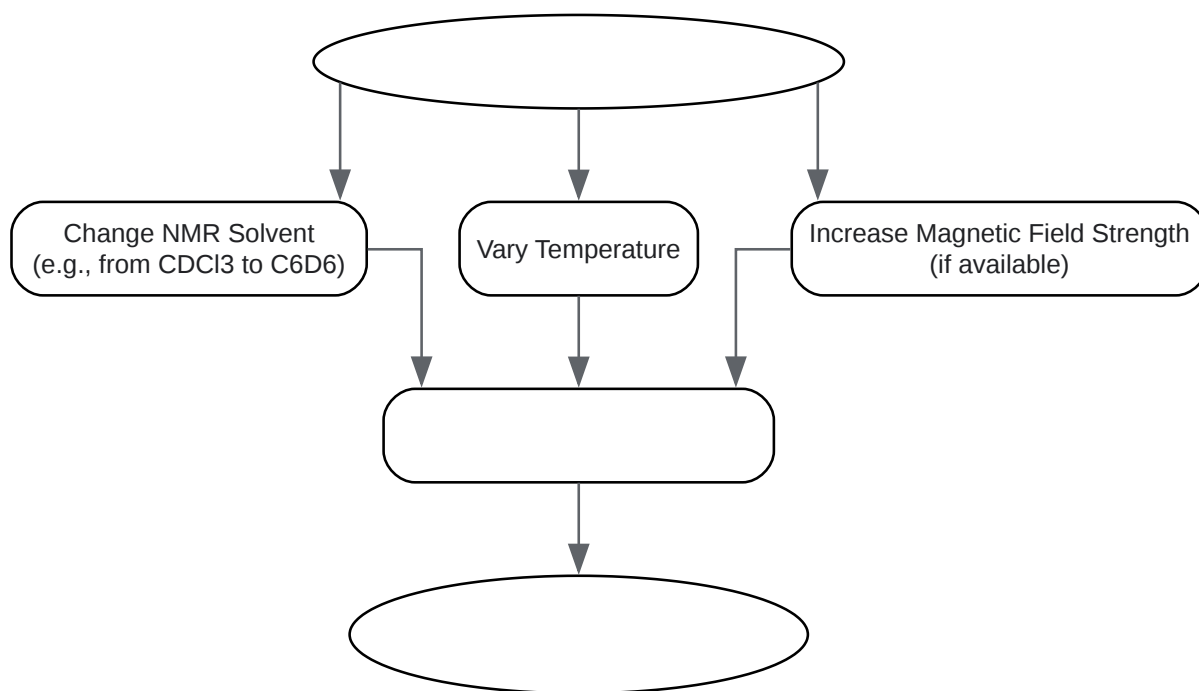 Change NMR Solvent
(e.g., from CDCl3 to C6D6)
Vary Temperature
Increase Magnetic Field Strength
(if available)